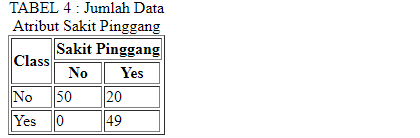 TABEL 4 : Jumlah Data
Atribut Sakit Pinggang
Class Sakit Pinggang
No Yes
No 50 20
Yes 0 49